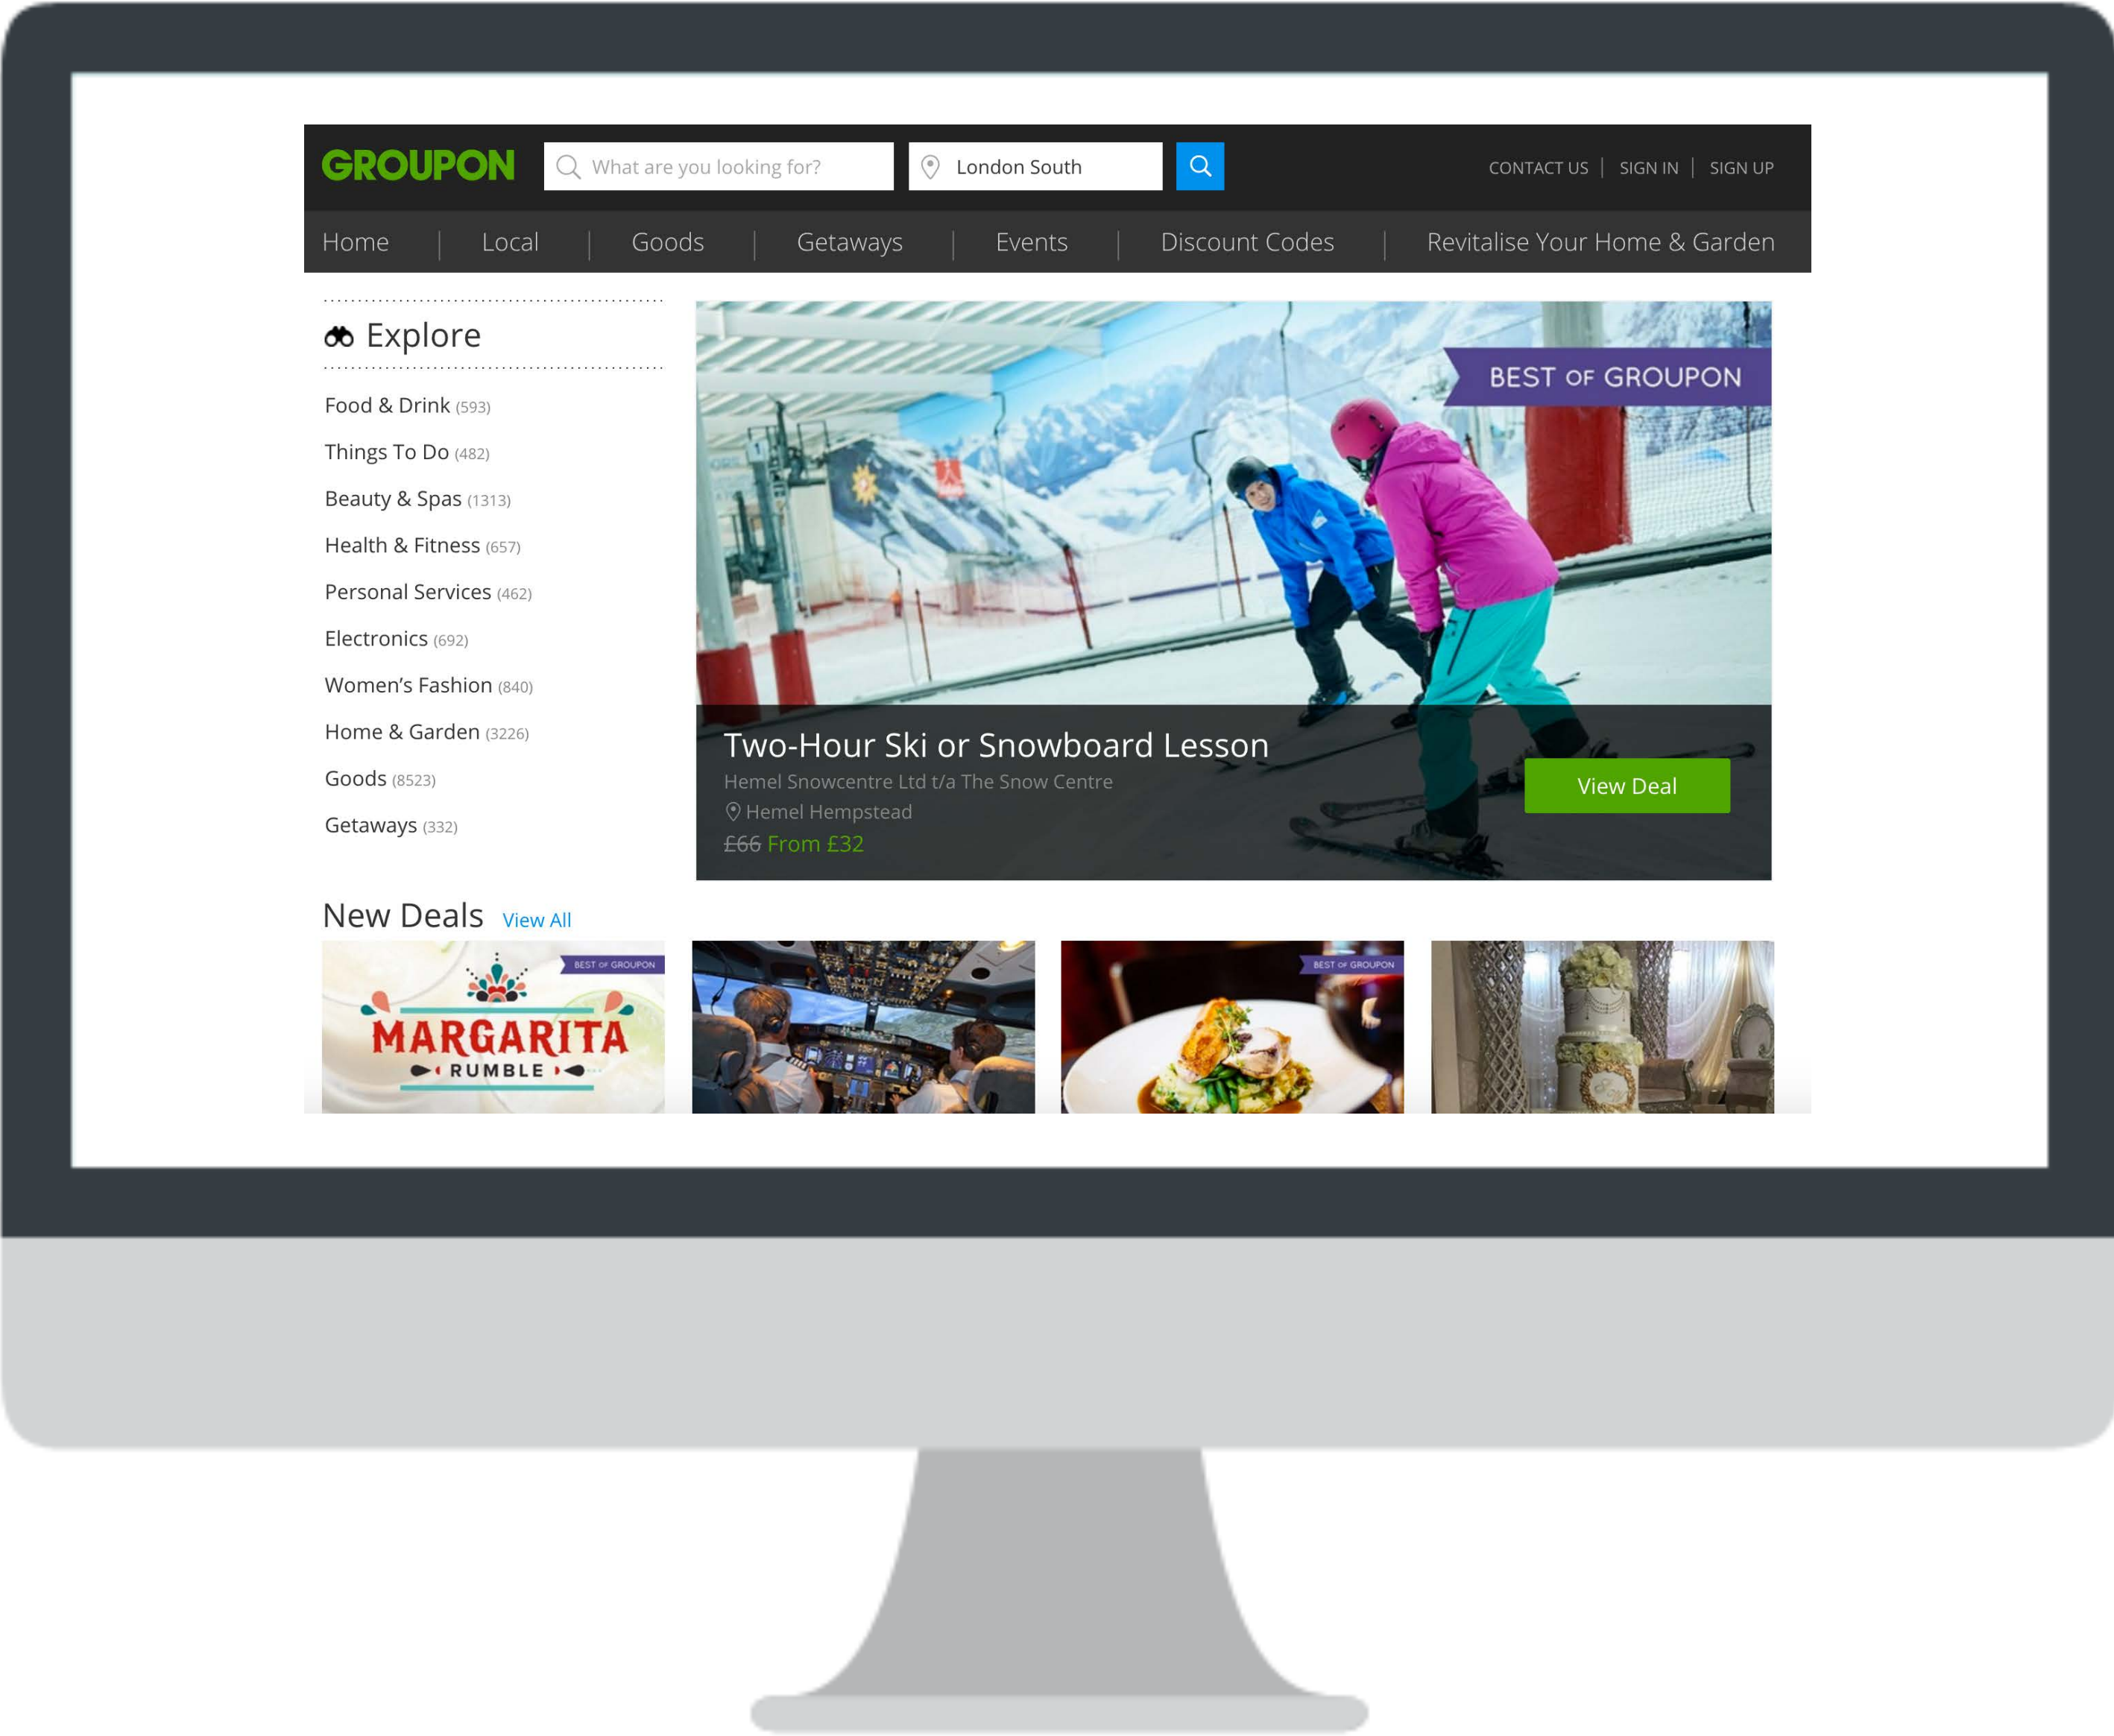 GROUPON
What are you looking for?
London South
CONTACT US | SIGN IN | SIGN UP
Home | Local | Goods | Getaways | Events | Discount Codes | Revitalise Your Home & Garden
Explore
Food & Drink (593)
Things To Do (482)
Beauty & Spas (1313)
Health & Fitness (657)
Personal Services (462)
Electronics (692)
Women's Fashion (840)
Home & Garden (3226)
Goods (8523)
Getaways (332)
BEST OF GROUPON
1
Two-Hour Ski or Snowboard Lesson
Hemel Snowcentre Ltd t/a The Snow Centre
Hemel Hempstead
£66 From £32
View Deal
New Deals View All
BEST OF GROUPON
MARGARITA
RUMBLE
BEST OF GROUPON